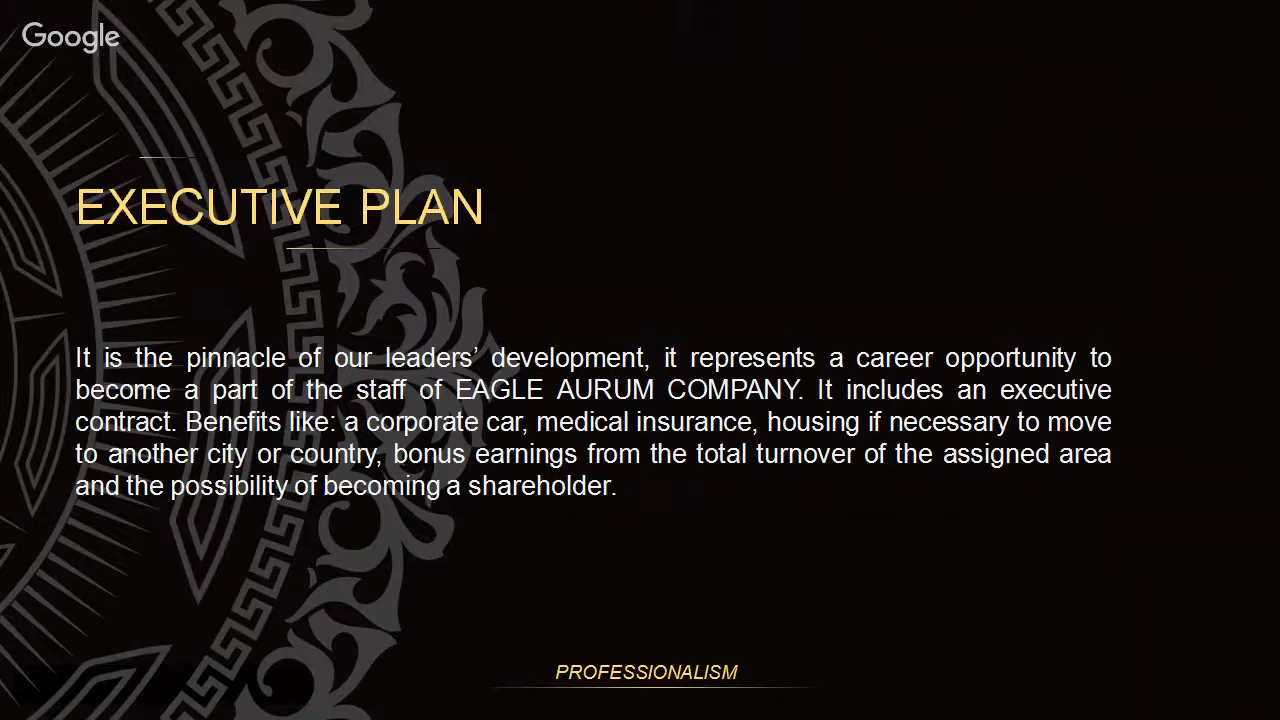 Google
EXECUTIVE PLAN
It is the pinnacle of our leaders’ development, it represents a career opportunity to
become a part of the staff of EAGLE AURUM COMPANY. It includes an executive
contract. Benefits like: a corporate car, medical insurance, housing if necessary to move
to another city or country, bonus earnings from the total turnover of the assigned area
and the possibility of becoming a shareholder.
PROFESSIONALISM